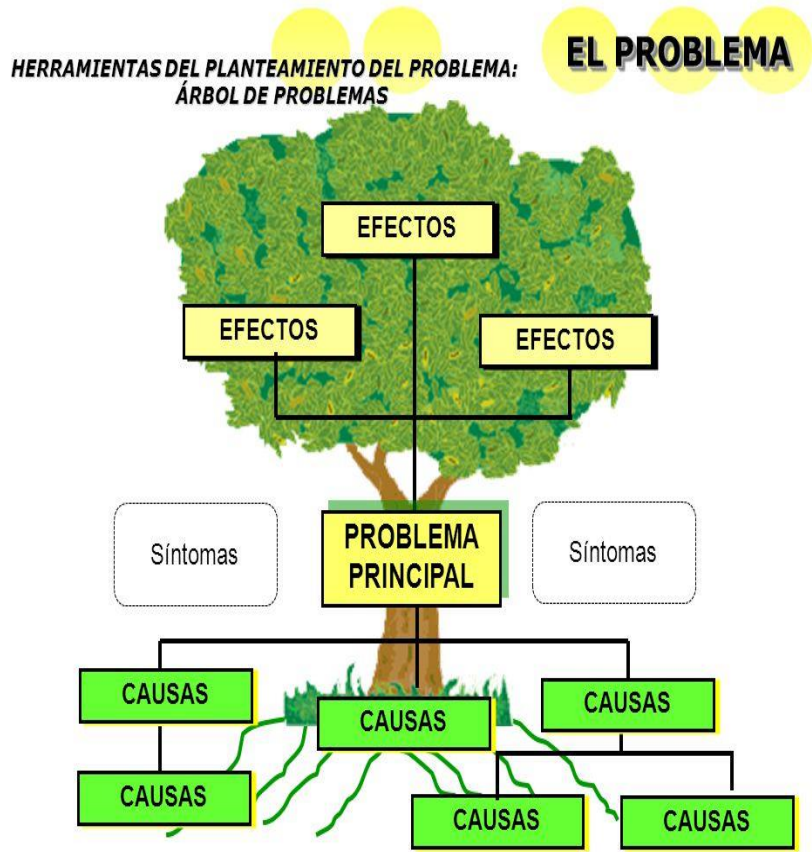 EL PROBLEMA
HERRAMIENTAS DEL PLANTEAMIENTO DEL PROBLEMA:
ÁRBOL DE PROBLEMAS
EFECTOS
EFECTOS
EFECTOS
Síntomas
PROBLEMA
PRINCIPAL
Síntomas
CAUSAS
CAUSAS
CAUSAS
CAUSAS
CAUSAS
CAUSAS